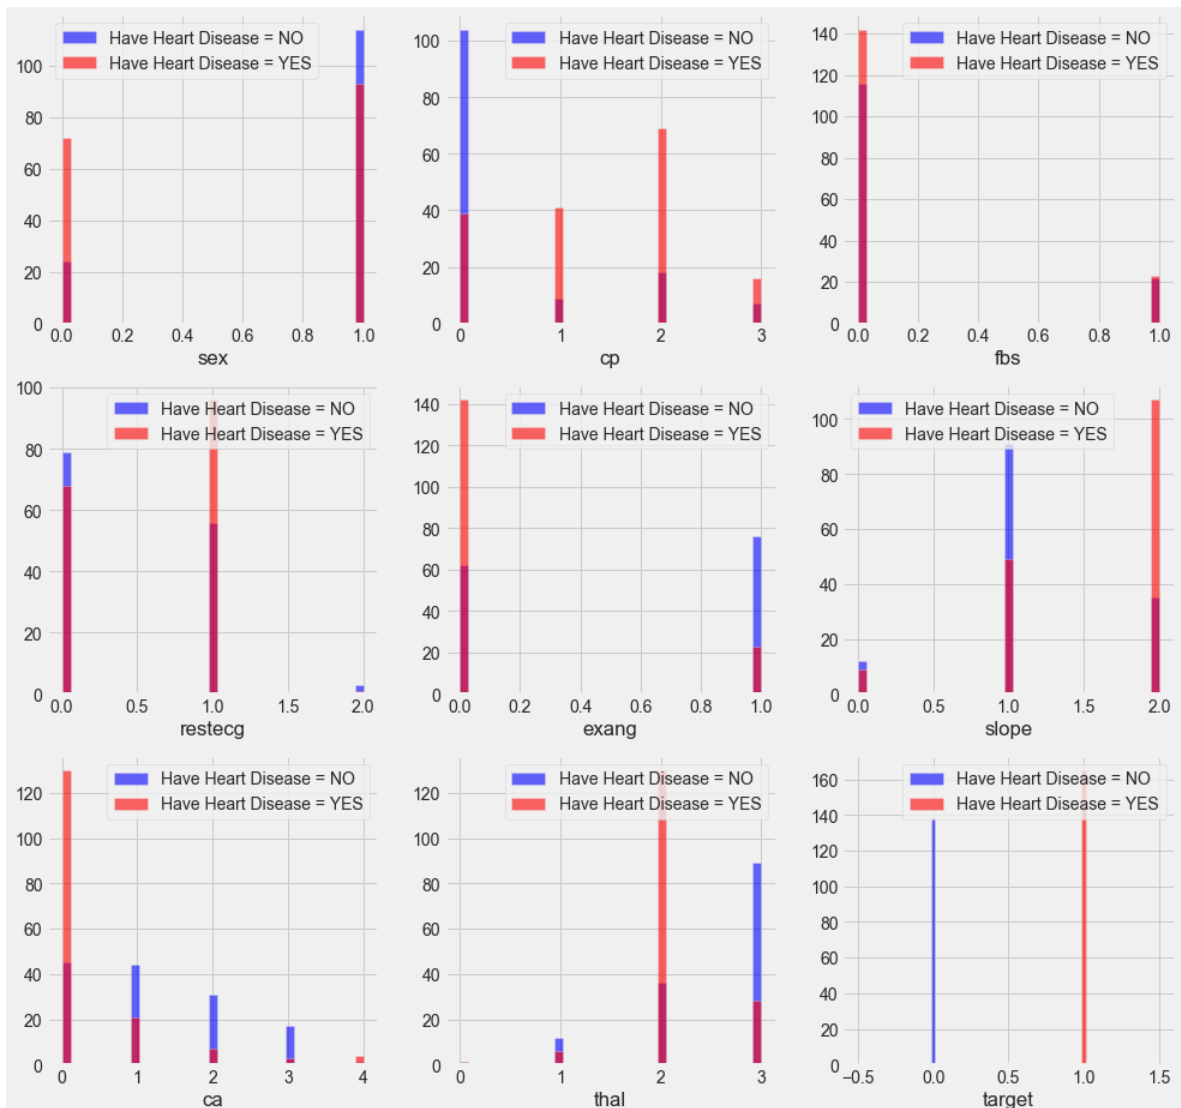 Have Heart Disease = NO
Have Heart Disease = YES
100
80
60
40
20
0
0.0 0.2 0.4 0.6 0.8 1.0
sex
Have Heart Disease = NO
Have Heart Disease = YES
100
80
60
40
20
0
0 1 2 3
cp
Have Heart Disease = NO
Have Heart Disease = YES
140
120
100
80
60
40
20
0
0.0 0.2 0.4 0.6 0.8 1.0
fbs
Have Heart Disease = NO
Have Heart Disease = YES
100
80
60
40
20
0
0.0 0.5 1.0 1.5 2.0
restecg
Have Heart Disease = NO
Have Heart Disease = YES
140
120
100
80
60
40
20
0
0.0 0.2 0.4 0.6 0.8 1.0
exang
Have Heart Disease = NO
Have Heart Disease = YES
100
80
60
40
20
0
0.0 0.5 1.0 1.5 2.0
slope
Have Heart Disease = NO
Have Heart Disease = YES
120
100
80
60
40
20
0
0 1 2 3 4
ca
Have Heart Disease = NO
Have Heart Disease = YES
120
100
80
60
40
20
0
0 1 2 3
thal
Have Heart Disease = NO
Have Heart Disease = YES
160
140
120
100
80
60
40
20
0
−0.5 0.0 0.5 1.0 1.5
target